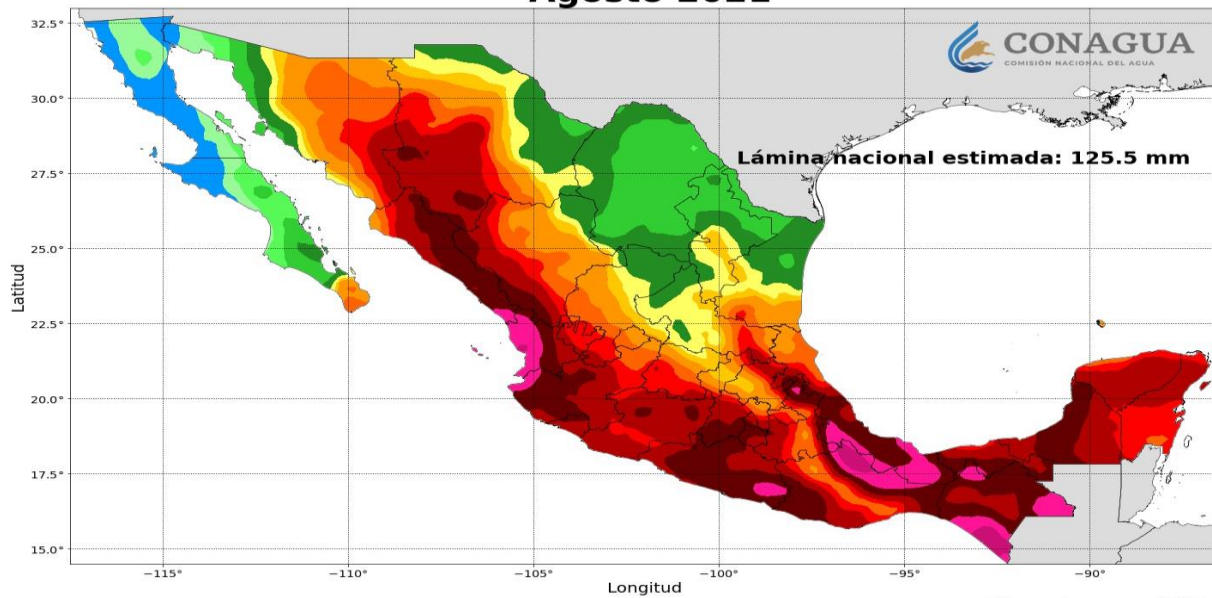 Agosto
CONAGUA
COMISIÓN NACIONAL DEL AGUA
Lámina nacional estimada: 125.5 mm
32.5°
30.0°
27.5°
25.0°
22.5°
20.0°
17.5°
15.0°
Latitud
−115° −110° −105° −100° −95° −90°
Longitud